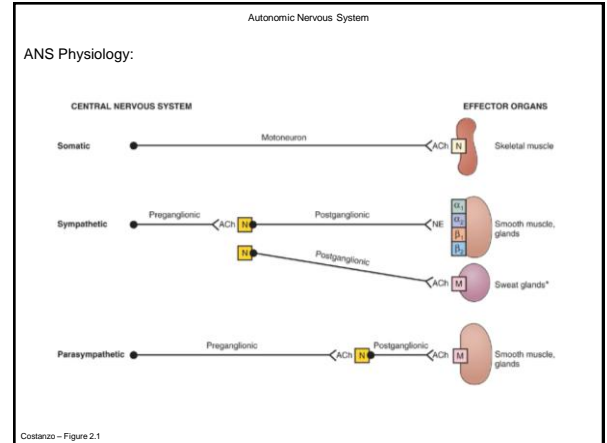 Autonomic Nervous System
ANS Physiology:
CENTRAL NERVOUS SYSTEM EFFECTOR ORGANS
Somatic Motoneuron ACh N Skeletal muscle
Sympathetic Preganglionic ACh N Postganglionic NE α1 α2 β1 β2 Smooth muscle,
glands
N Postganglionic ACh M Sweat glands*
Parasympathetic Preganglionic ACh N Postganglionic ACh M Smooth muscle,
glands
Costanzo – Figure 2.1